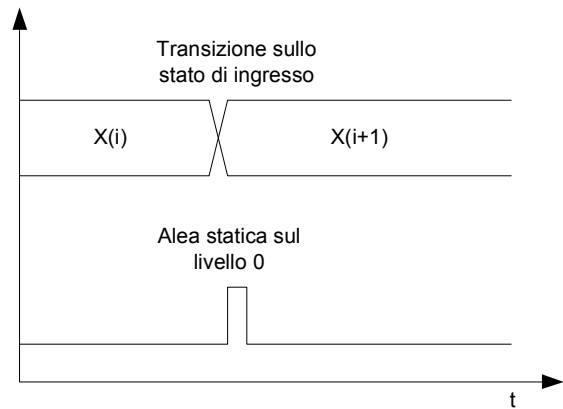 Transizione sullo
stato di ingresso
X(i)
X(i+1)
Alea statica sul
livello 0
t